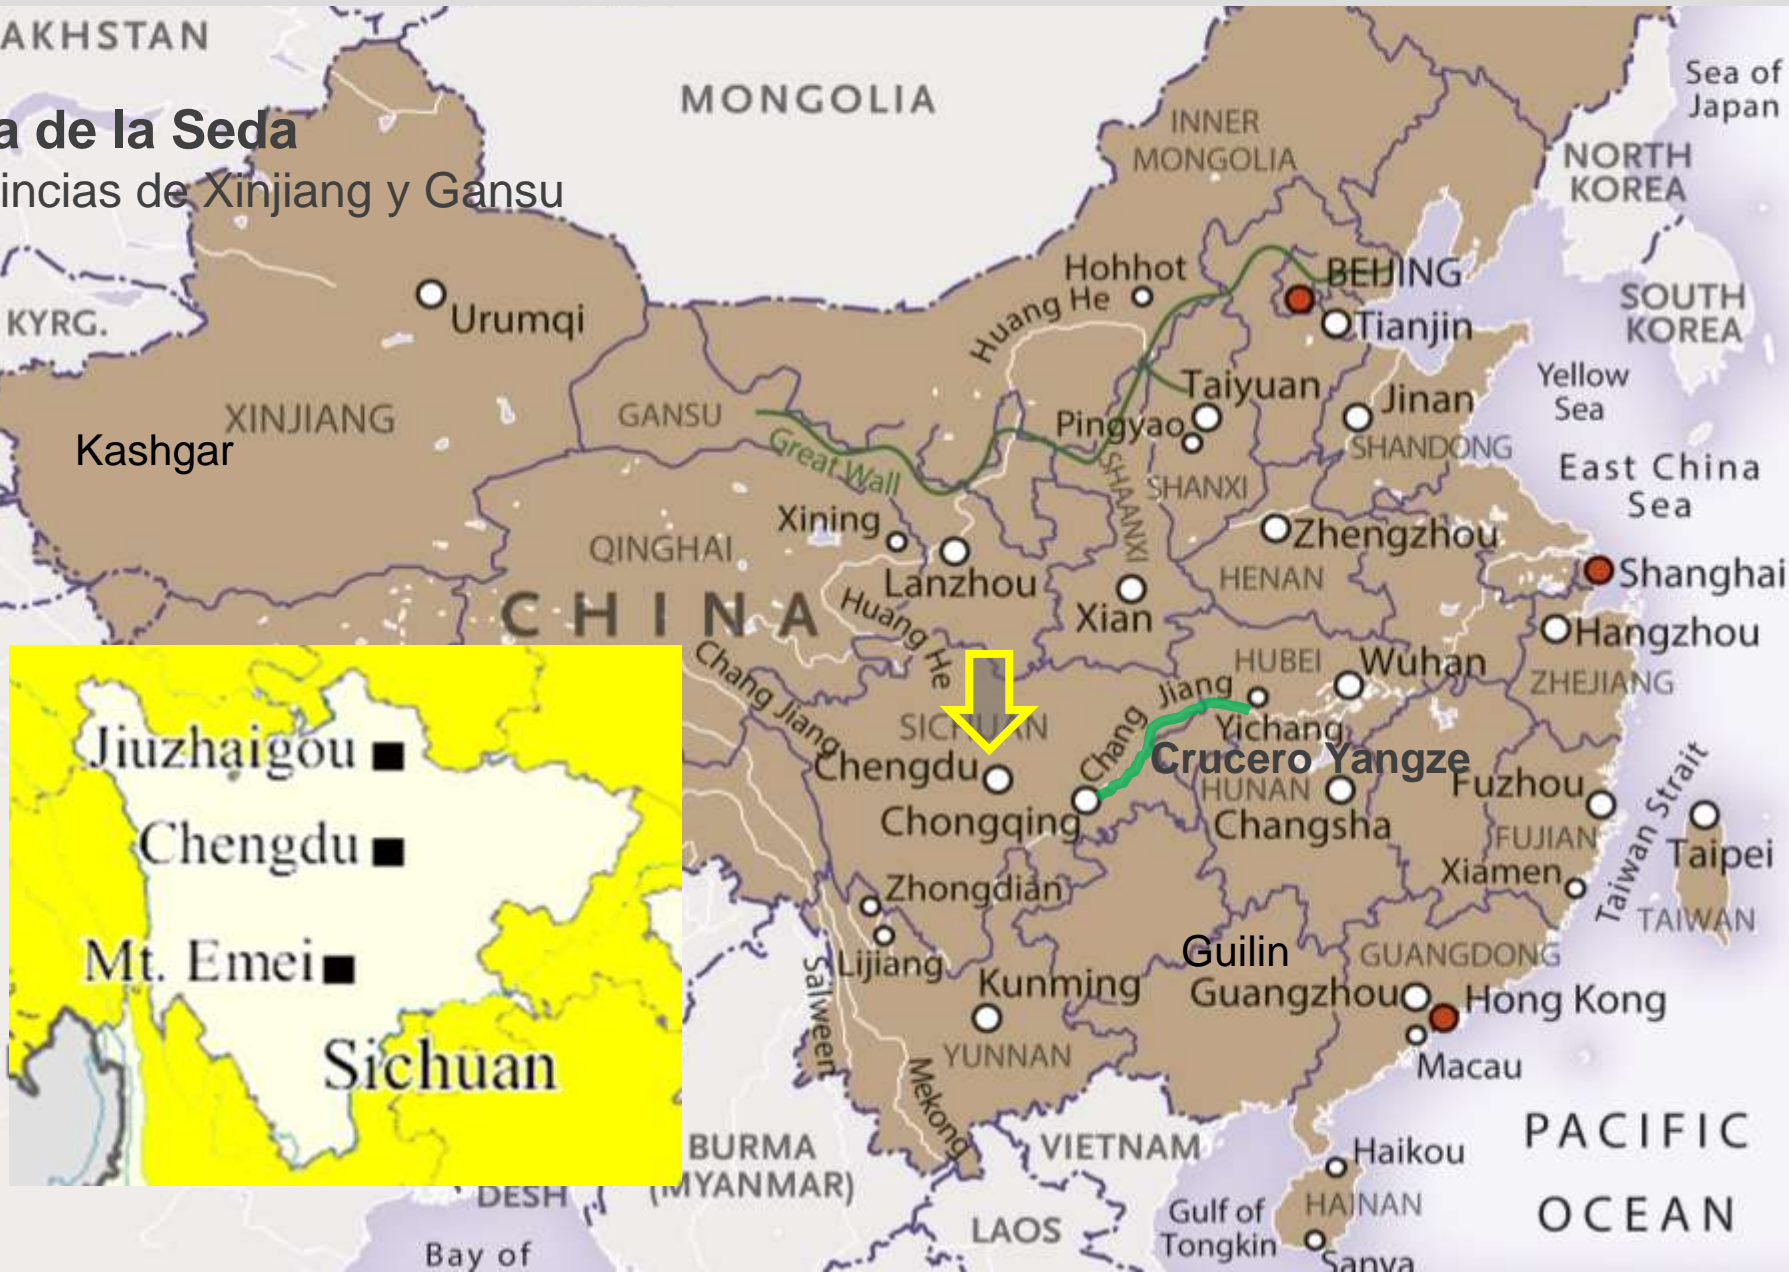 AKHSTAN
MONGOLIA
Sea of
Japan
a de la Seda
incias de Xinjiang y Gansu
INNER
MONGOLIA
NORTH
KOREA
Hohhot
BEIJING
Huang He
KYRG.
Urumqi
Tianjin
SOUTH
KOREA
Yellow
Sea
XINJIANG
Kashgar
GANSU
Great Wall
Taiyuan
Pingyao
Jinan
SHANDONG
East China
Sea
SHANXI
SHAANXI
Xining
QINGHAI
Lanzhou
Zhengzhou
HENAN
Shanghai
CHINA
Huang He
Xian
Hangzhou
ZHEJIANG
Chang Jiang
HUBEI
Wuhan
SICHUAN
Chang Jiang
Yichang
Crucero Yangze
Chengdu
Chongqing
HUNAN
Changsha
Fuzhou
FUJIAN
Taiwan Strait
Taipei
TAIWAN
Xiamen
Zhongdian
Lijiang
Guilin
GUANGDONG
Salween
Kunming
Guangzhou
Hong Kong
YUNNAN
Macau
Mekong
Jiuzhaigou
Chengdu
Mt. Emei
Sichuan
BURMA
(MYANMAR)
VIETNAM
PACIFIC
OCEAN
Haikou
HAINAN
DESH
LAOS
Gulf of
Tongkin
Sanya
Bay of